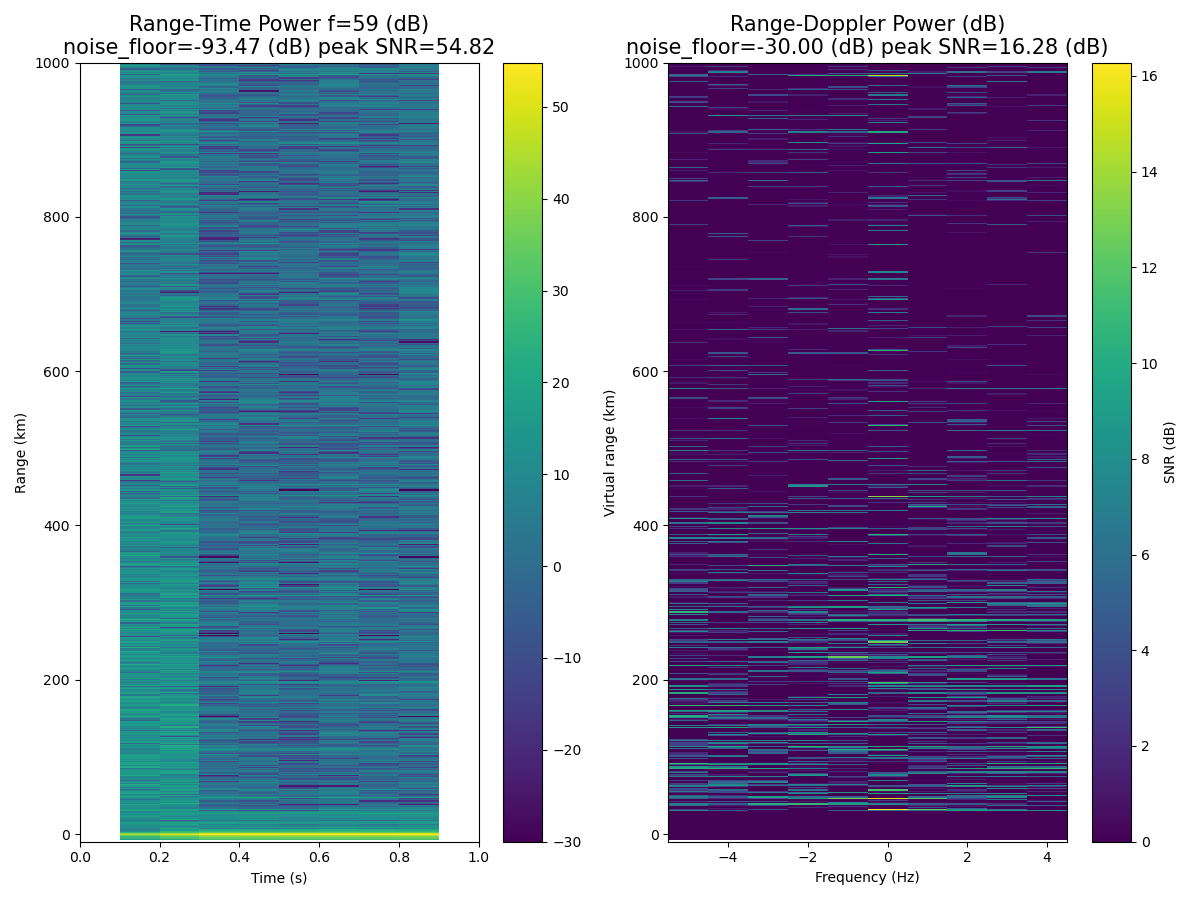 Range-Time Power f=59 (dB)
noise_floor=-93.47 (dB) peak SNR=54.82
1000
800
600
400
200
0
Range (km)
0.0 0.2 0.4 0.6 0.8 1.0
Time (s)
50
40
30
20
10
0
−10
−20
−30
Range-Doppler Power (dB)
noise_floor=-30.00 (dB) peak SNR=16.28 (dB)
1000
800
600
400
200
0
Virtual range (km)
−4 −2 0 2 4
Frequency (Hz)
16
14
12
10
8
6
4
2
0
SNR (dB)